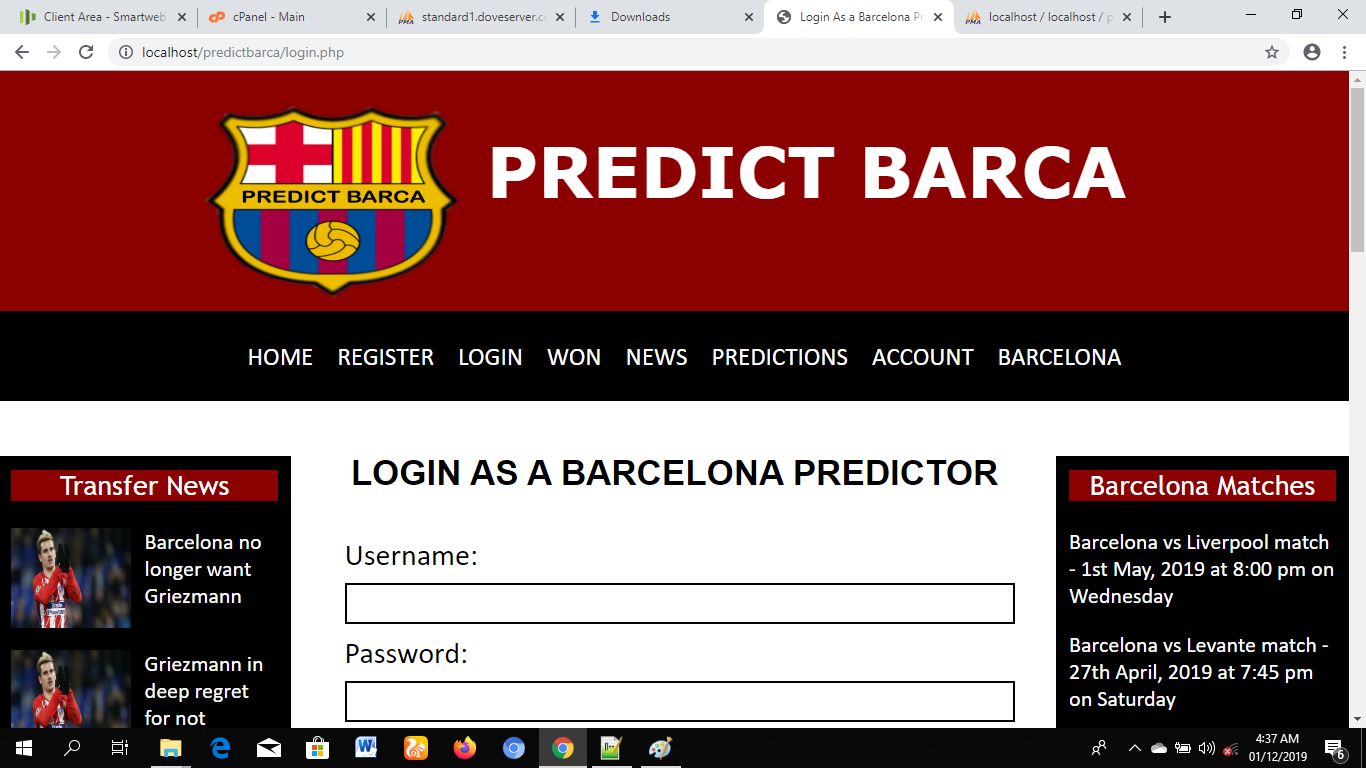 Client Area - Smartweb
cPanel - Main
standard1.doveserver.c
Downloads
Login As a Barcelona Pr
localhost / localhost / p
localhost/predictbarca/login.php
PREDICT BARCA
PREDICT BARCA
HOME REGISTER LOGIN WON NEWS PREDICTIONS ACCOUNT BARCELONA
Transfer News
Barcelona no
longer want
Griezmann
Griezmann in
deep regret
for not
LOGIN AS A BARCELONA PREDICTOR
Username:
Password:
Barcelona Matches
Barcelona vs Liverpool match
- 1st May, 2019 at 8:00 pm on
Wednesday
Barcelona vs Levante match -
27th April, 2019 at 7:45 pm
on Saturday
4:37 AM
01/12/2019
6